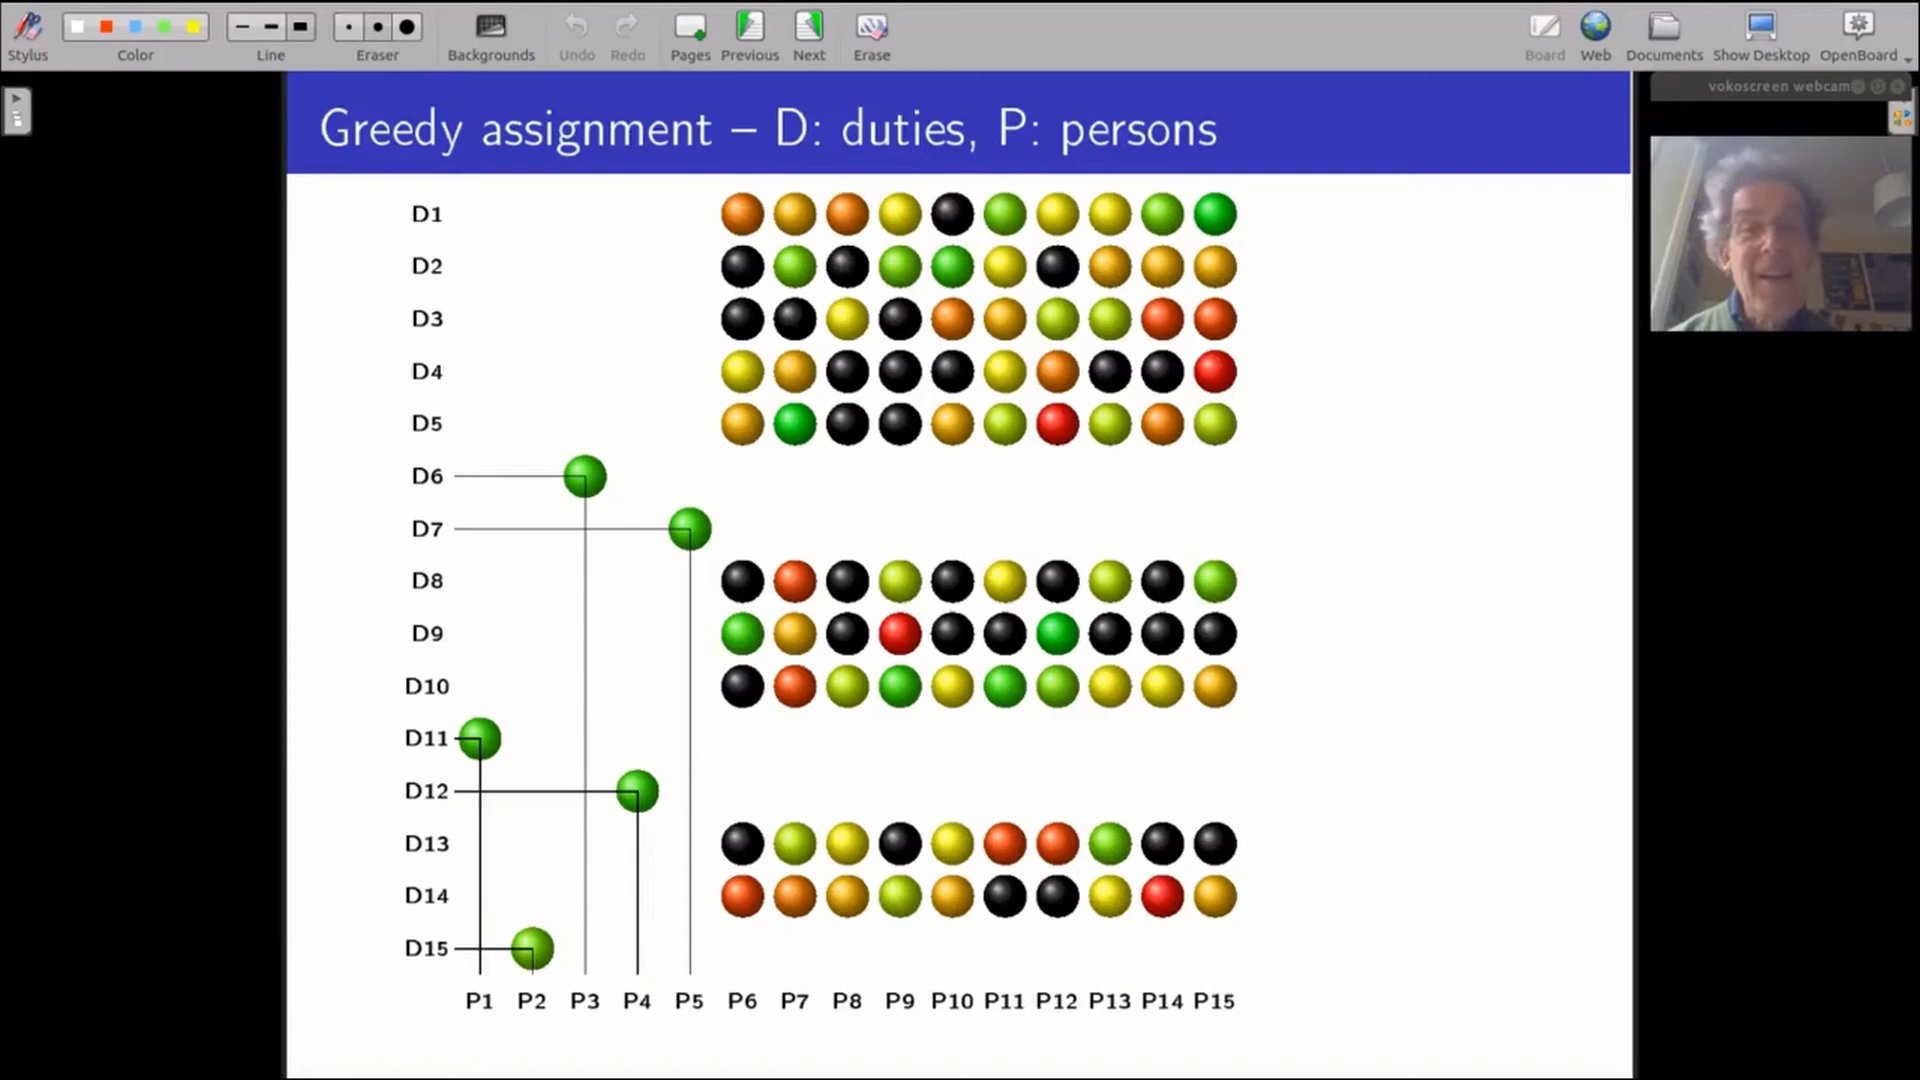 Stylus Color Line Eraser Backgrounds Undo Redo Pages Previous Next Erase Board Web Documents Show Desktop OpenBoard
vokoscreen webcam
Greedy assignment – D: duties, P: persons
D1
D2
D3
D4
D5
D6
D7
D8
D9
D10
D11
D12
D13
D14
D15
P1 P2 P3 P4 P5 P6 P7 P8 P9 P10 P11 P12 P13 P14 P15